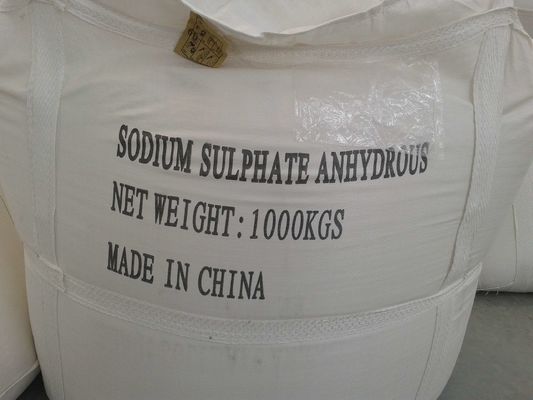 SODIUM SULPHATE ANHYDROUS
NET WEIGHT:1000KGS
MADE IN CHINA